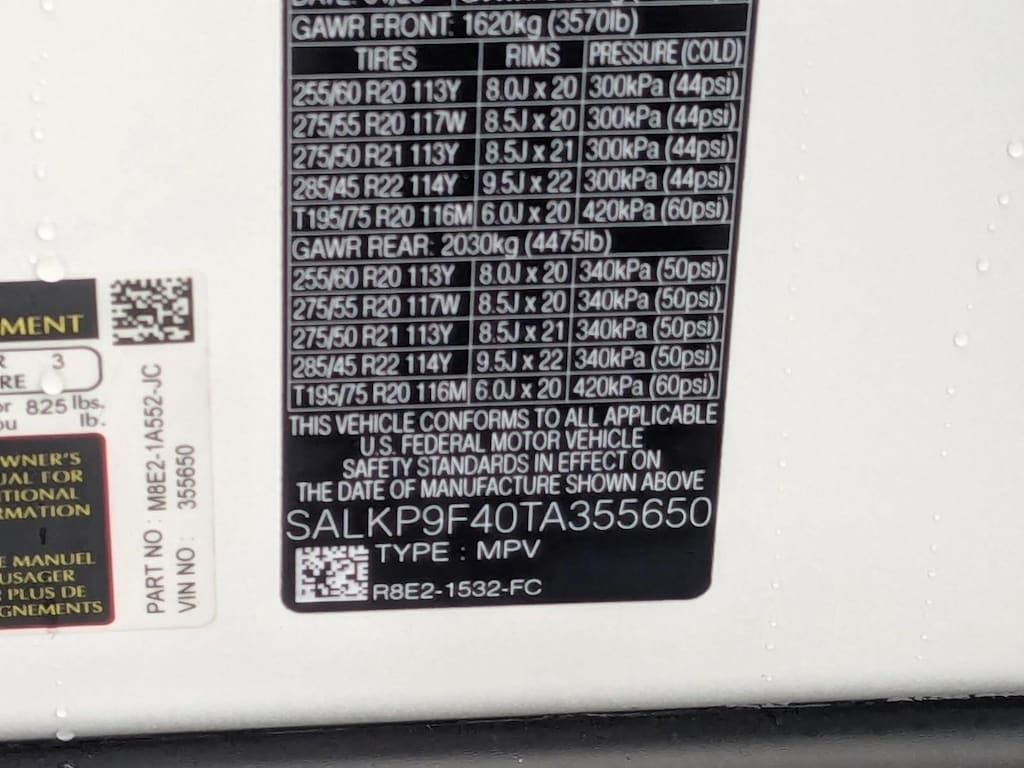 GAWR FRONT: 1620kg (3570lb)
TIRES RIMS PRESSURE (COLD)
255/60 R20 113Y 8.0J x 20 300kPa (44psi)
275/55 R20 117W 8.5J x 20 300kPa (44psi)
275/50 R21 113Y 8.5J x 21 300kPa (44psi)
285/45 R22 114Y 9.5J x 22 300kPa (44psi)
T195/75 R20 116M 6.0J x 20 420kPa (60psi)
GAWR REAR: 2030kg (4475lb)
255/60 R20 113Y 8.0J x 20 340kPa (50psi)
275/55 R20 117W 8.5J x 20 340kPa (50psi)
275/50 R21 113Y 8.5J x 21 340kPa (50psi)
285/45 R22 114Y 9.5J x 22 340kPa (50psi)
T195/75 R20 116M 6.0J x 20 420kPa (60psi)
THIS VEHICLE CONFORMS TO ALL APPLICABLE
U.S. FEDERAL MOTOR VEHICLE
SAFETY STANDARDS IN EFFECT ON
THE DATE OF MANUFACTURE SHOWN ABOVE
SALKP9F40TA355650
TYPE : MPV
R8E2-1532-FC
MENT
R 3
RE
or 825 lbs.
ou lb.
WNER'S
UAL FOR
ITIONAL
RMATION
E MANUEL
USAGER
R PLUS DE
GNEMENTS
PART NO : M8E2-1A552-JC
VIN NO : 355650